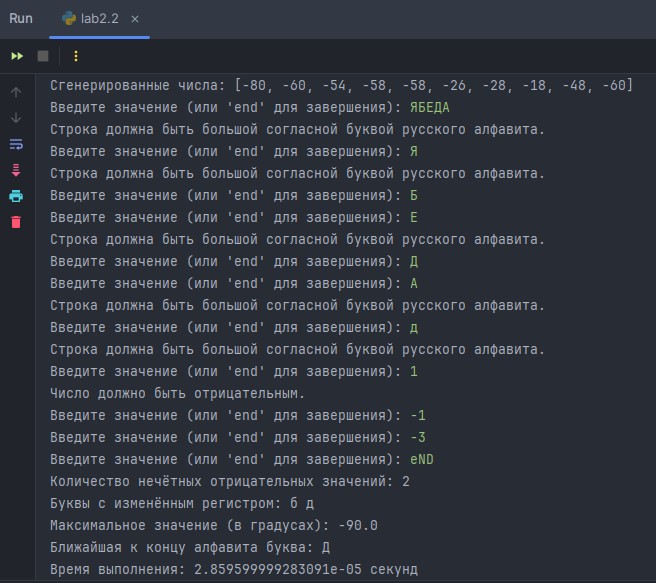 Run lab2.2
Сгенерированные числа: [-80, -60, -54, -58, -58, -26, -28, -18, -48, -60]
Введите значение (или 'end' для завершения): ЯБЕДА
Строка должна быть большой согласной буквой русского алфавита.
Введите значение (или 'end' для завершения): Я
Строка должна быть большой согласной буквой русского алфавита.
Введите значение (или 'end' для завершения): Б
Введите значение (или 'end' для завершения): Е
Строка должна быть большой согласной буквой русского алфавита.
Введите значение (или 'end' для завершения): Д
Введите значение (или 'end' для завершения): А
Строка должна быть большой согласной буквой русского алфавита.
Введите значение (или 'end' для завершения): д
Строка должна быть большой согласной буквой русского алфавита.
Введите значение (или 'end' для завершения): 1
Число должно быть отрицательным.
Введите значение (или 'end' для завершения): -1
Введите значение (или 'end' для завершения): -3
Введите значение (или 'end' для завершения): eND
Количество нечётных отрицательных значений: 2
Буквы с изменённым регистром: б д
Максимальное значение (в градусах): -90.0
Ближайшая к концу алфавита буква: Д
Время выполнения: 2.859599999283091e-05 секунд